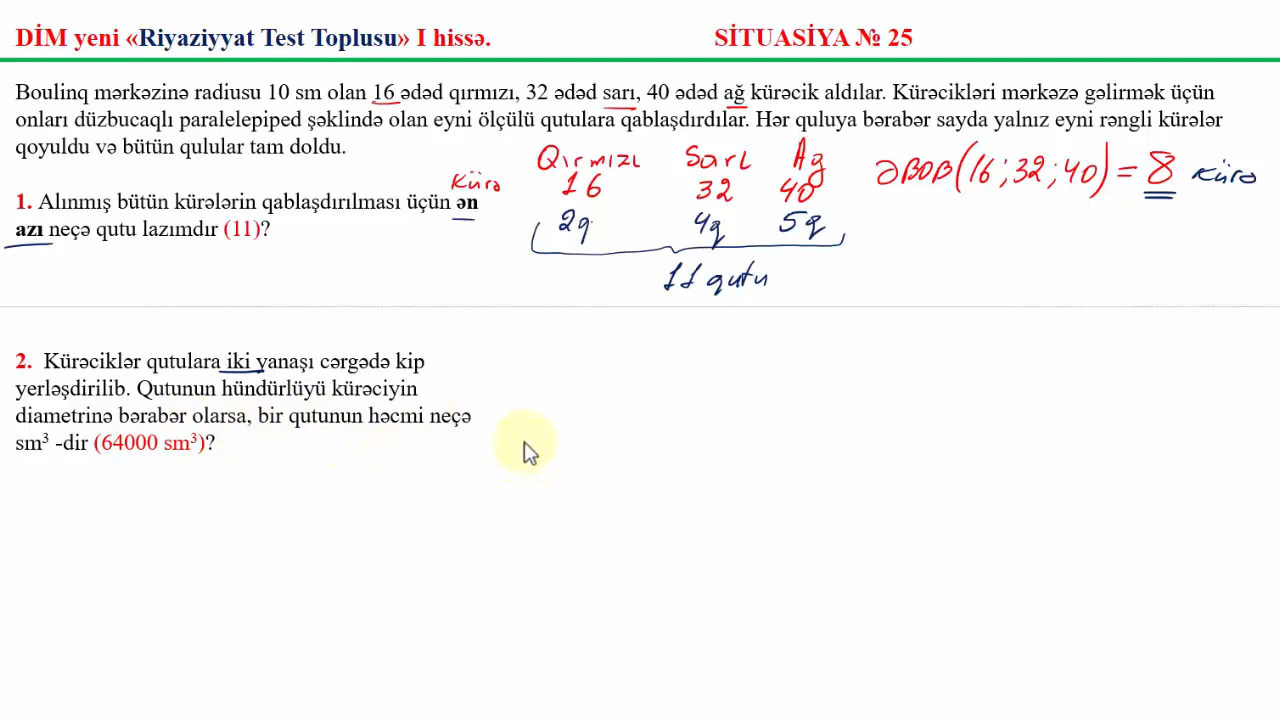 DİM yeni «Riyaziyyat Test Toplusu» I hissə. SİTUASİYA № 25
Boulinq mərkəzinə radiusu 10 sm olan 16 ədəd qırmızı, 32 ədəd sarı, 40 ədəd ağ kürəcik aldılar. Kürəcikləri mərkəzə gəlirmək üçün
onları düzbucaqlı paralelepiped şəklində olan eyni ölçülü qutulara qablaşdırdılar. Hər quluya bərabər sayda yalnız eyni rəngli kürələr
qoyuldu və bütün qulular tam doldu.
Qırmızı Sarı Ağ
Kürə 16 32 40
ƏBOB(16;32;40) = 8 kürə
1. Alınmış bütün kürələrin qablaşdırılması üçün ən
azı neçə qutu lazımdır (11)?
2q 4q 5q
11 qutu
2. Kürəciklər qutulara iki yanaşı cərgədə kip
yerləşdirilib. Qutunun hündürlüyü kürəciyin
diametrinə bərabər olarsa, bir qutunun həcmi neçə
sm³ -dir (64000 sm³)?